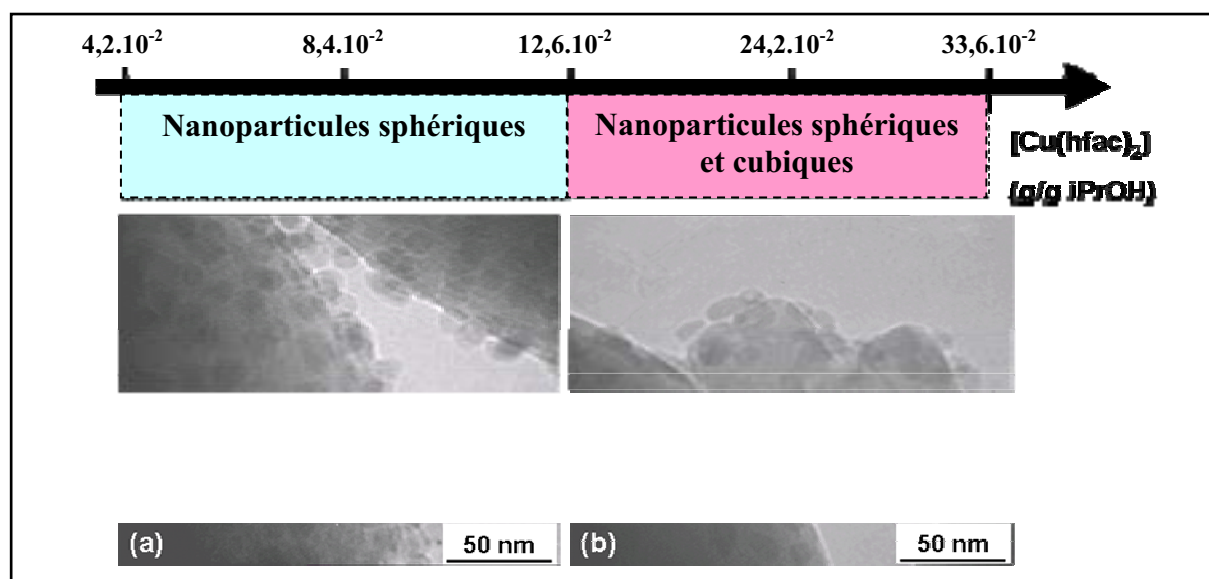 4,2.10⁻² 8,4.10⁻² 12,6.10⁻² 24,2.10⁻² 33,6.10⁻²
Nanoparticules sphériques
Nanoparticules sphériques
et cubiques
[Cu(hfac)₂]
(g/g iPrOH)
(a) 50 nm (b) 50 nm